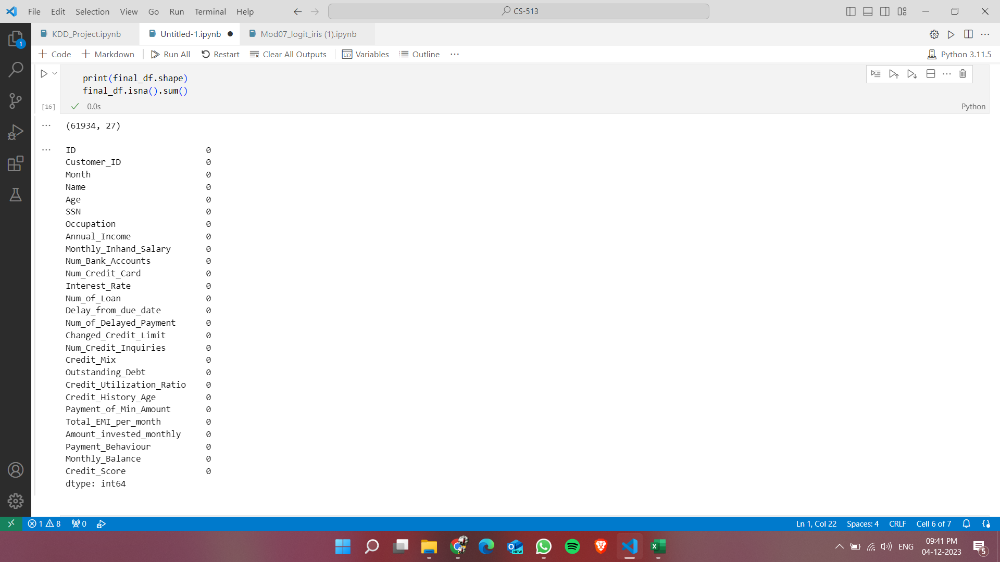 File Edit Selection View Go Run Terminal Help
CS-513
1
KDD_Project.ipynb
Untitled-1.ipynb
Mod07_logit_iris (1).ipynb
Code
Markdown
Run All
Restart
Clear All Outputs
Variables
Outline
Python 3.11.5
print(final_df.shape)
final_df.isna().sum()
[16]
0.0s
Python
(61934, 27)
ID 0
Customer_ID 0
Month 0
Name 0
Age 0
SSN 0
Occupation 0
Annual_Income 0
Monthly_Inhand_Salary 0
Num_Bank_Accounts 0
Num_Credit_Card 0
Interest_Rate 0
Num_of_Loan 0
Delay_from_due_date 0
Num_of_Delayed_Payment 0
Changed_Credit_Limit 0
Num_Credit_Inquiries 0
Credit_Mix 0
Outstanding_Debt 0
Credit_Utilization_Ratio 0
Credit_History_Age 0
Payment_of_Min_Amount 0
Total_EMI_per_month 0
Amount_invested_monthly 0
Payment_Behaviour 0
Monthly_Balance 0
Credit_Score 0
dtype: int64
1 8 0
Ln 1, Col 22 Spaces: 4 CRLF Cell 6 of 7
NEW
ENG
09:41 PM
04-12-2023
5